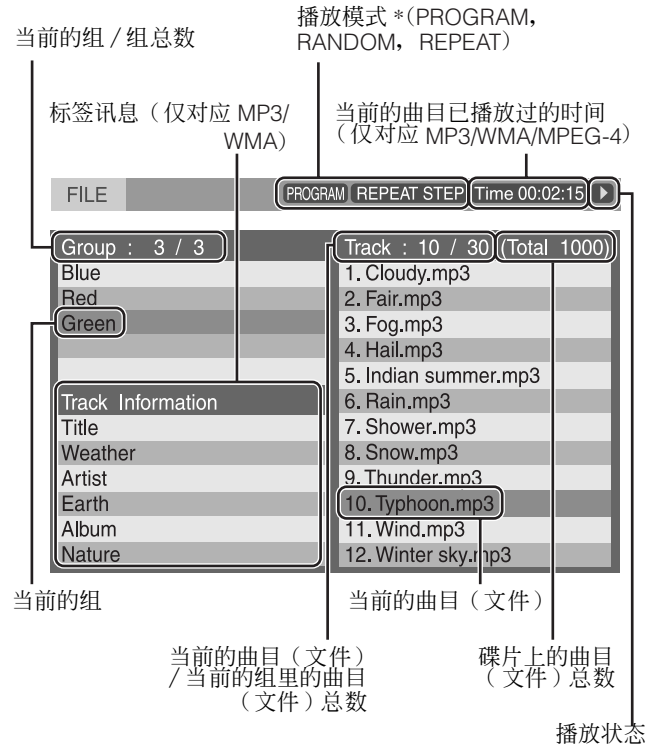 播放模式 *(PROGRAM,
RANDOM, REPEAT)
当前的组 / 组总数
标签讯息（仅对应 MP3/
WMA）
当前的曲目已播放过的时间
（仅对应 MP3/WMA/MPEG-4）
FILE
PROGRAM REPEAT STEP Time 00:02:15
Group : 3 / 3
Blue
Red
Green
Track Information
Title
Weather
Artist
Earth
Album
Nature
Track : 10 / 30 (Total 1000)
1. Cloudy.mp3
2. Fair.mp3
3. Fog.mp3
4. Hail.mp3
5. Indian summer.mp3
6. Rain.mp3
7. Shower.mp3
8. Snow.mp3
9. Thunder.mp3
10. Typhoon.mp3
11. Wind.mp3
12. Winter sky.mp3
当前的组
当前的曲目（文件）
当前的曲目（文件）
/ 当前的组里的曲目
（文件）总数
碟片上的曲目
（文件）总数
播放状态